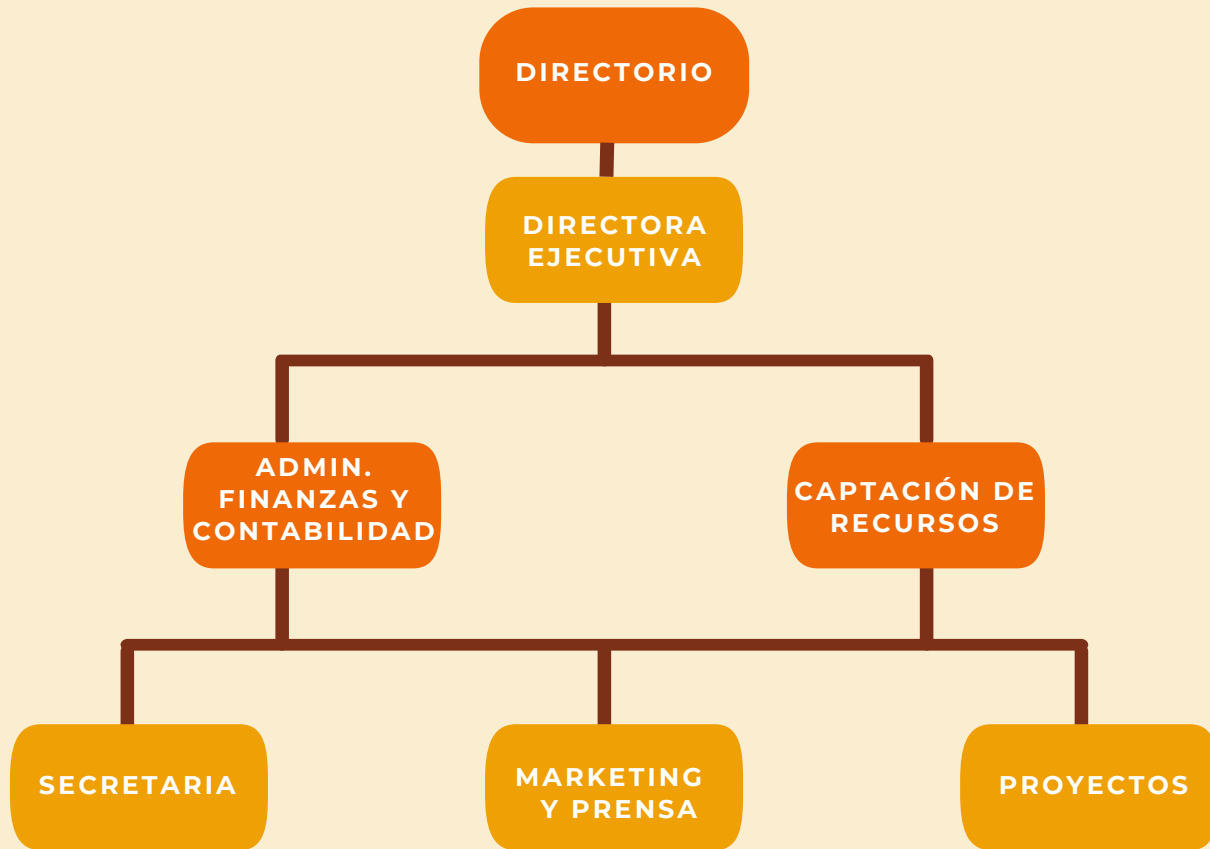 DIRECTORIO
DIRECTORA
EJECUTIVA
ADMIN.
FINANZAS Y
CONTABILIDAD
CAPTACIÓN DE
RECURSOS
SECRETARIA
MARKETING
Y PRENSA
PROYECTOS